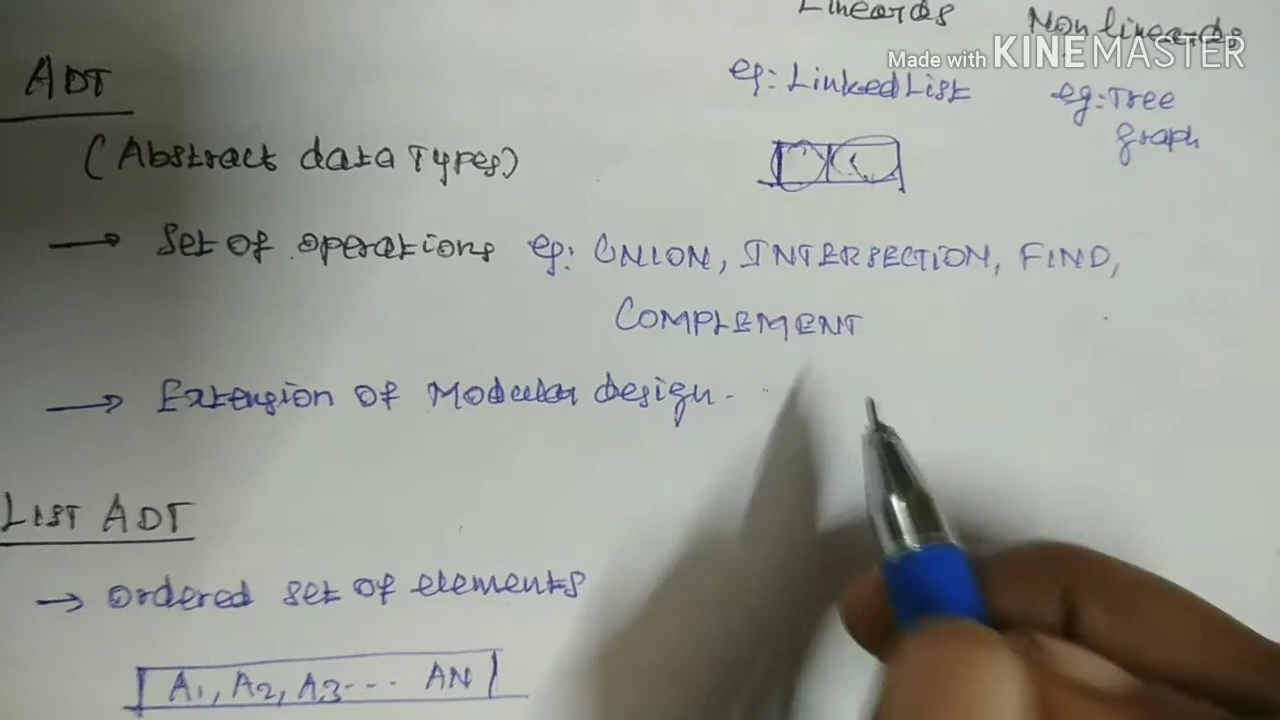 Linear ds Non linear ds
Made with KINEMASTER
ADT
eg: Linked List eg: Tree
graph
(Abstract data Types)
→ Set of operations eg: UNION, INTERSECTION, FIND,
COMPLEMENT
→ Extension of Modular design.
LIST ADT
→ Ordered set of elements
A1, A2, A3--- AN